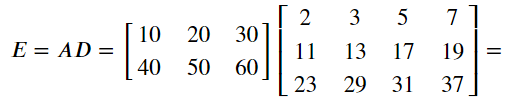 E = AD = [ 10 20 30 ] [ 2 3 5 7 ] =
[ 40 50 60 ] [ 11 13 17 19 ]
[ 23 29 31 37 ]